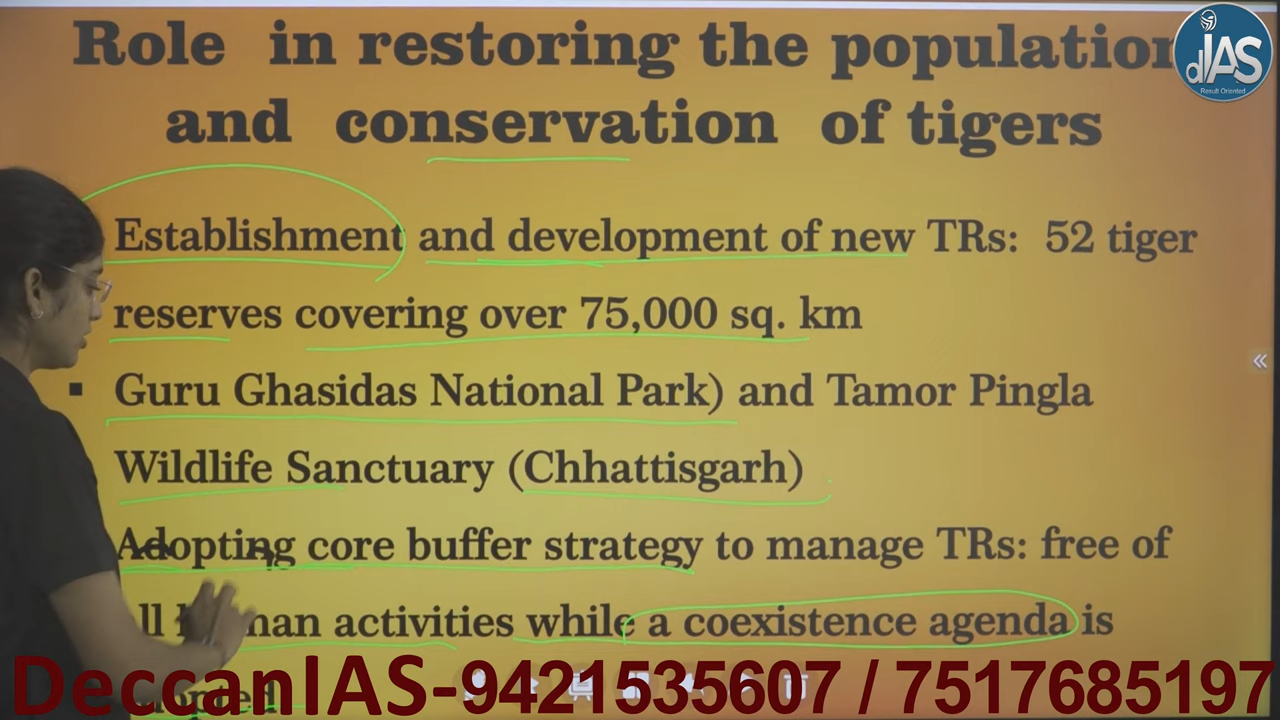 Role in restoring the population
and conservation of tigers
dIAS
Result Oriented
Establishment and development of new TRs: 52 tiger
reserves covering over 75,000 sq. km
▪ Guru Ghasidas National Park) and Tamor Pingla
Wildlife Sanctuary (Chhattisgarh)
Adopting core buffer strategy to manage TRs: free of
activities while a coexistence agenda is
DeccanIAS-9421535607 / 7517685197